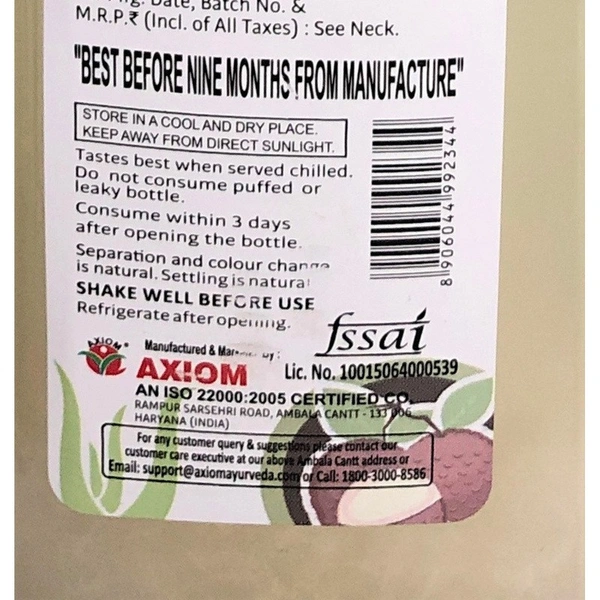 Date, Batch No. &
M.R.P.₹ (Incl. of All Taxes) : See Neck.
"BEST BEFORE NINE MONTHS FROM MANUFACTURE"
STORE IN A COOL AND DRY PLACE.
KEEP AWAY FROM DIRECT SUNLIGHT.
Tastes best when served chilled.
Do not consume puffed or
leaky bottle.
Consume within 3 days
after opening the bottle.
Separation and colour change
is natural. Settling is natural
SHAKE WELL BEFORE USE
Refrigerate after opening.
8906044992344
fssai
Lic. No. 10015064000539
AXIOM®
Manufactured & Marketed by :
AXIOM
AN ISO 22000:2005 CERTIFIED CO.
RAMPUR SARSEHRI ROAD, AMBALA CANTT - 133 006
HARYANA (INDIA)
For any customer query & suggestions please contact our
customer care executive at our above Ambala Cantt address or
Email: support@axiomayurveda.com or Call: 1800-3000-8586